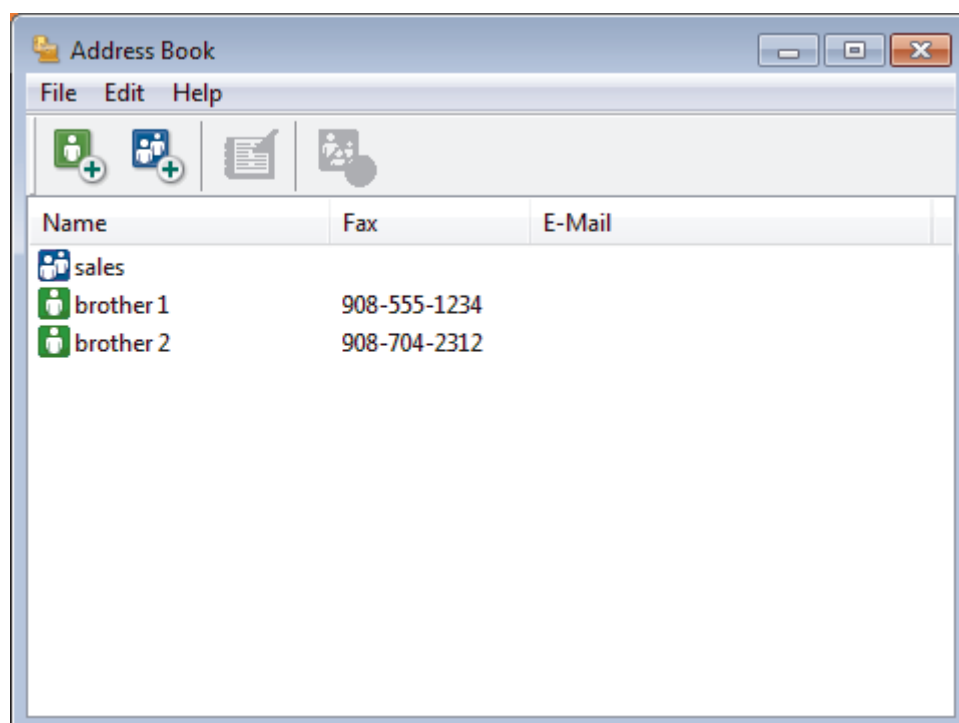 Address Book
File Edit Help
Name Fax E-Mail
sales
brother 1 908-555-1234
brother 2 908-704-2312